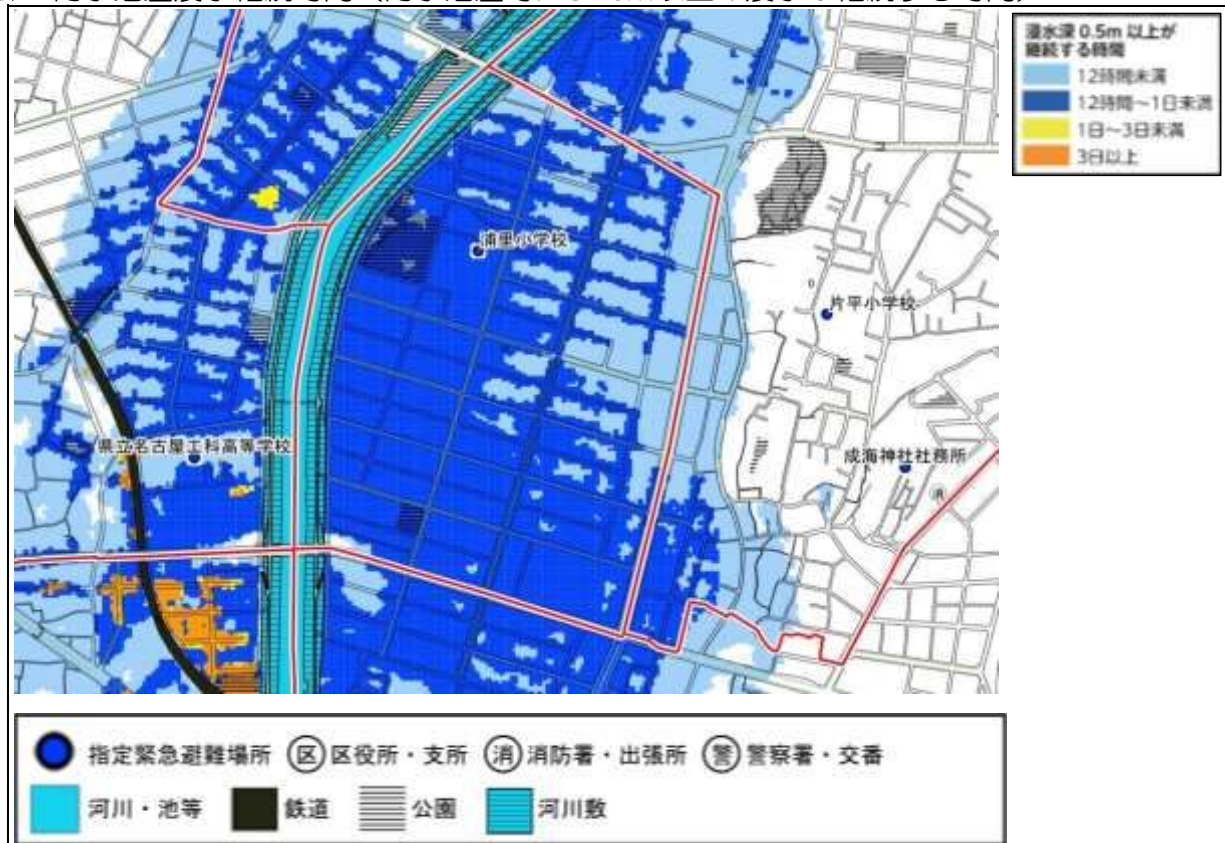 浸水深 0.5m 以上が
継続する時間
12時間未満
12時間～1日未満
1日～3日未満
3日以上
浦里小学校
片平小学校
県立名古屋工科高等学校
成海神社社務所
消
指定緊急避難場所 区 区役所・支所 消 消防署・出張所 警 警察署・交番
河川・池等 鉄道 公園 河川敷